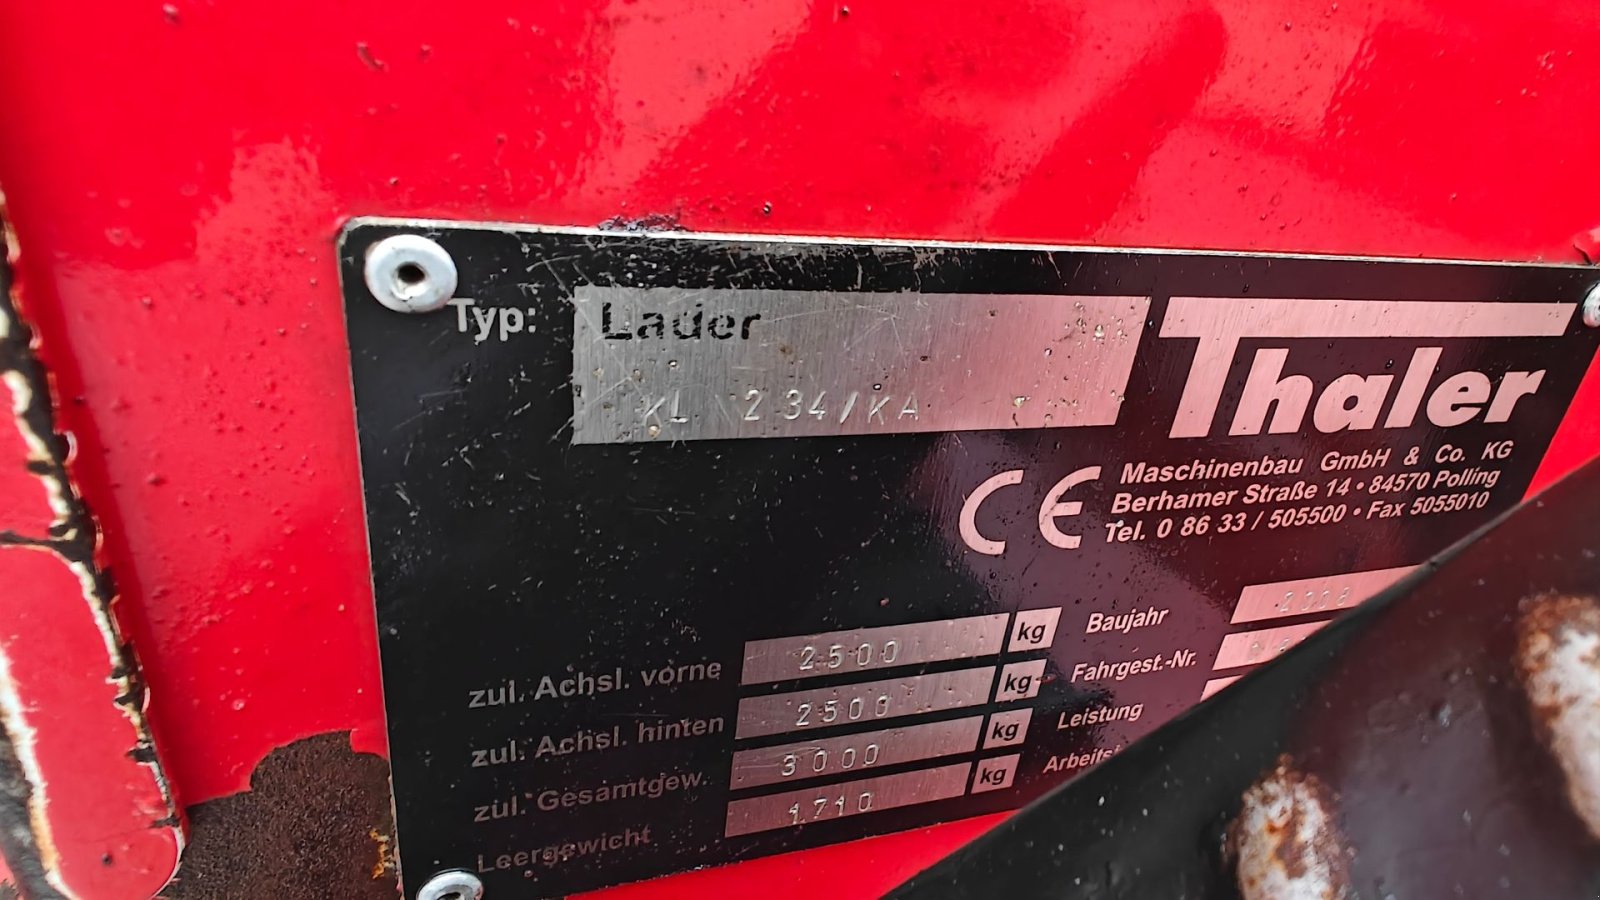 Typ: Lader
KL 234/KA
Thaler
Maschinenbau GmbH & Co. KG
Berhamer Straße 14 • 84570 Polling
Tel. 0 86 33 / 505500 • Fax 5055010
CE
zul. Achsl. vorne 2500 kg
zul. Achsl. hinten 2500 kg
zul. Gesamtgew. 3000 kg
Leergewicht 1710 kg
Baujahr 2008
Fahrgest.-Nr.
Leistung